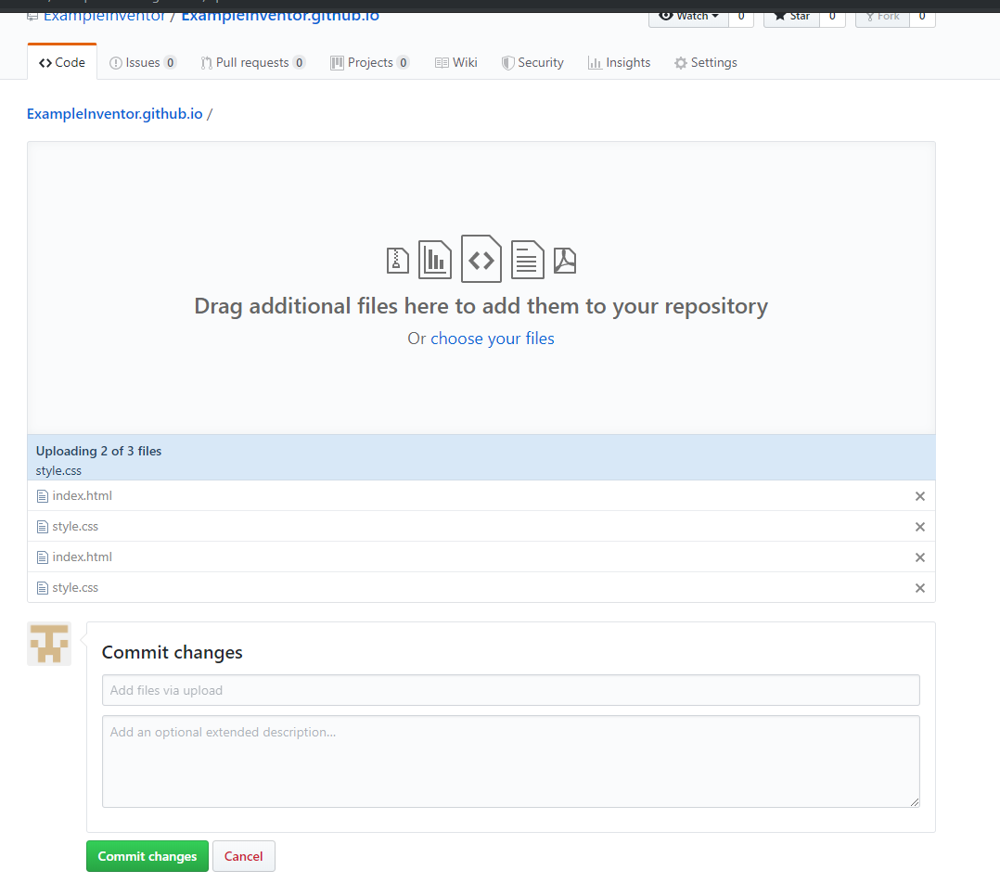 ExampleInventor / ExampleInventor.github.io Watch 0 Star 0 Fork 0
Code Issues 0 Pull requests 0 Projects 0 Wiki Security Insights Settings
ExampleInventor.github.io /
Drag additional files here to add them to your repository
Or choose your files
Uploading 2 of 3 files
style.css
index.html
style.css
index.html
style.css
Commit changes
Add files via upload
Add an optional extended description...
Commit changes Cancel